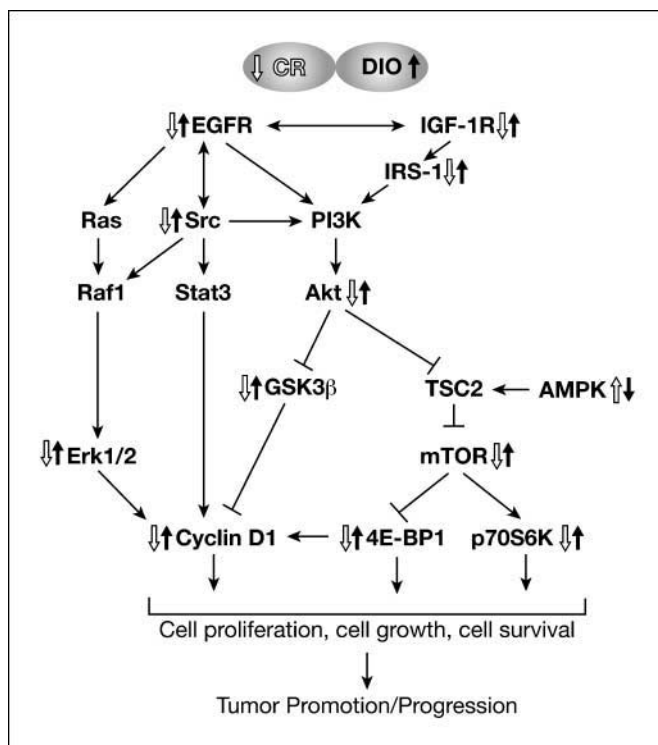 CR DIO
EGFR IGF-1R
IRS-1
Ras Src PI3K
Raf1 Stat3 Akt
GSK3β TSC2 AMPK
Erk1/2 mTOR
Cyclin D1 4E-BP1 p70S6K
Cell proliferation, cell growth, cell survival
Tumor Promotion/Progression